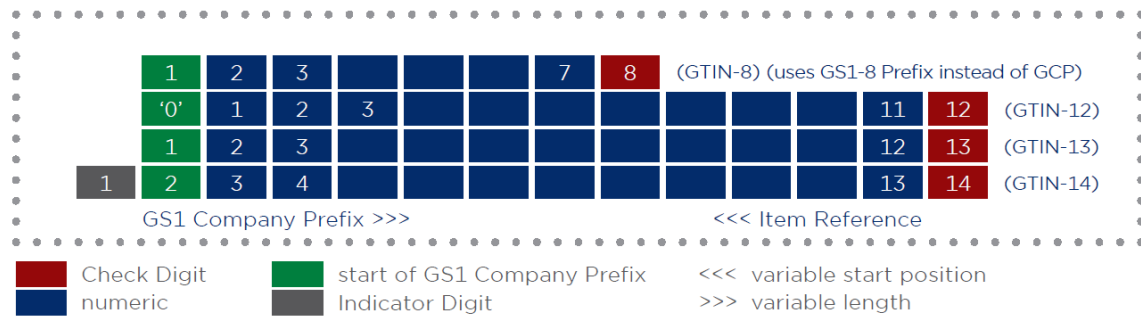 1 2 3 7 8 (GTIN-8) (uses GS1-8 Prefix instead of GCP)
‘0’ 1 2 3 11 12 (GTIN-12)
1 2 3 12 13 (GTIN-13)
1 2 3 4 13 14 (GTIN-14)
GS1 Company Prefix >>> <<< Item Reference
Check Digit start of GS1 Company Prefix <<< variable start position
numeric Indicator Digit >>> variable length